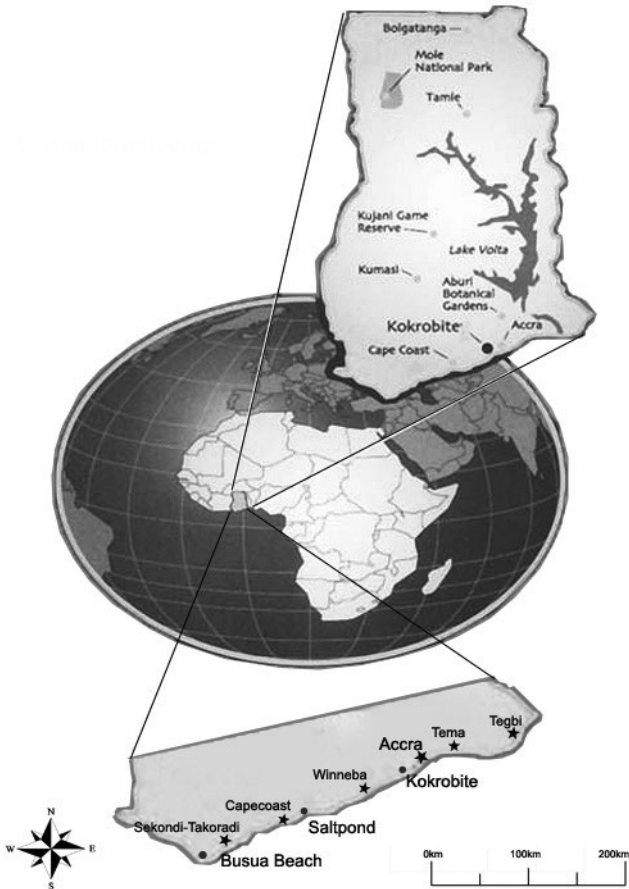 Bolgatanga
Mole
National Park
Tamle
Kujani Game
Reserve
Lake Volta
Kumasi
Aburi
Botanical
Gardens
Kokrobite
Accra
Cape Coast
Tegbi
Tema
Accra
Kokrobite
Winneba
Capecoast
Saltpond
Sekondi-Takoradi
Busua Beach
N
W E
S
0km 100km 200km